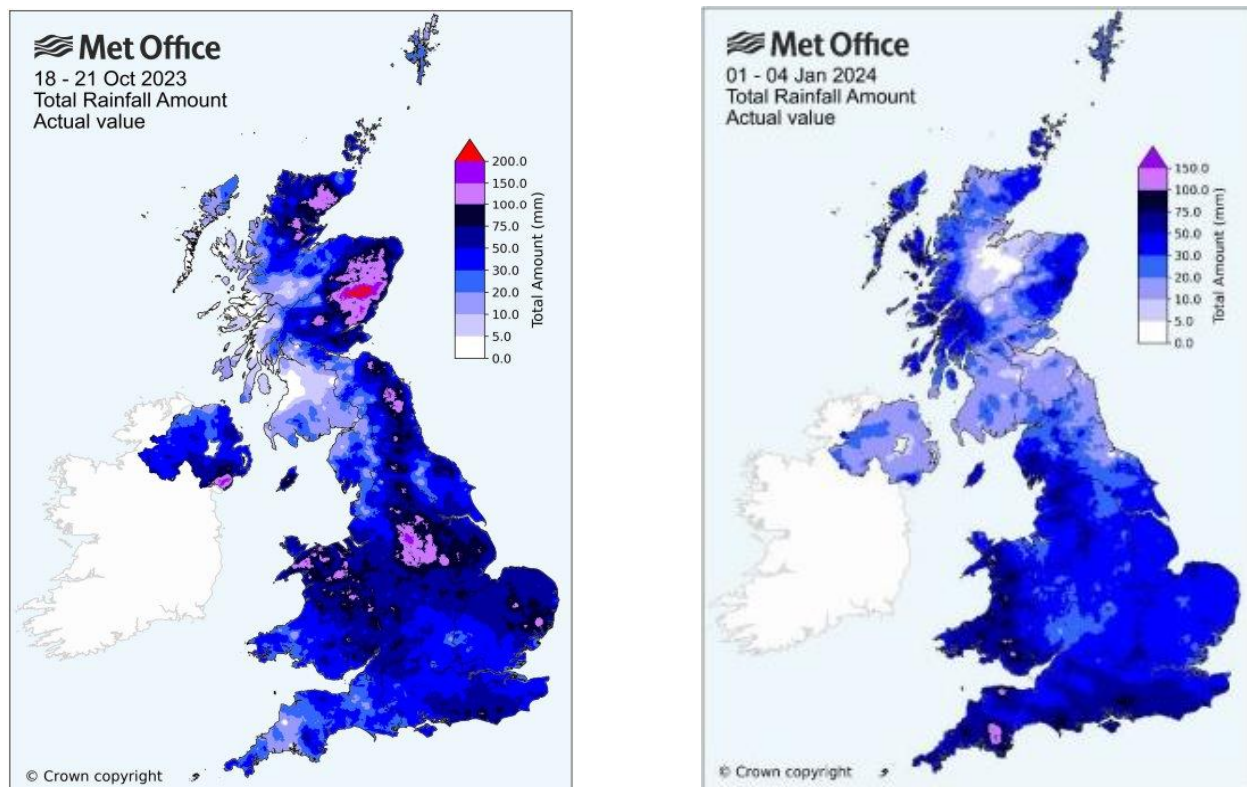 Met Office
18 - 21 Oct 2023
Total Rainfall Amount
Actual value
200.0
150.0
100.0
75.0
50.0
30.0
20.0
10.0
5.0
0.0
Total Amount (mm)
© Crown copyright
Met Office
01 - 04 Jan 2024
Total Rainfall Amount
Actual value
150.0
100.0
75.0
50.0
30.0
20.0
10.0
5.0
0.0
Total Amount (mm)
© Crown copyright